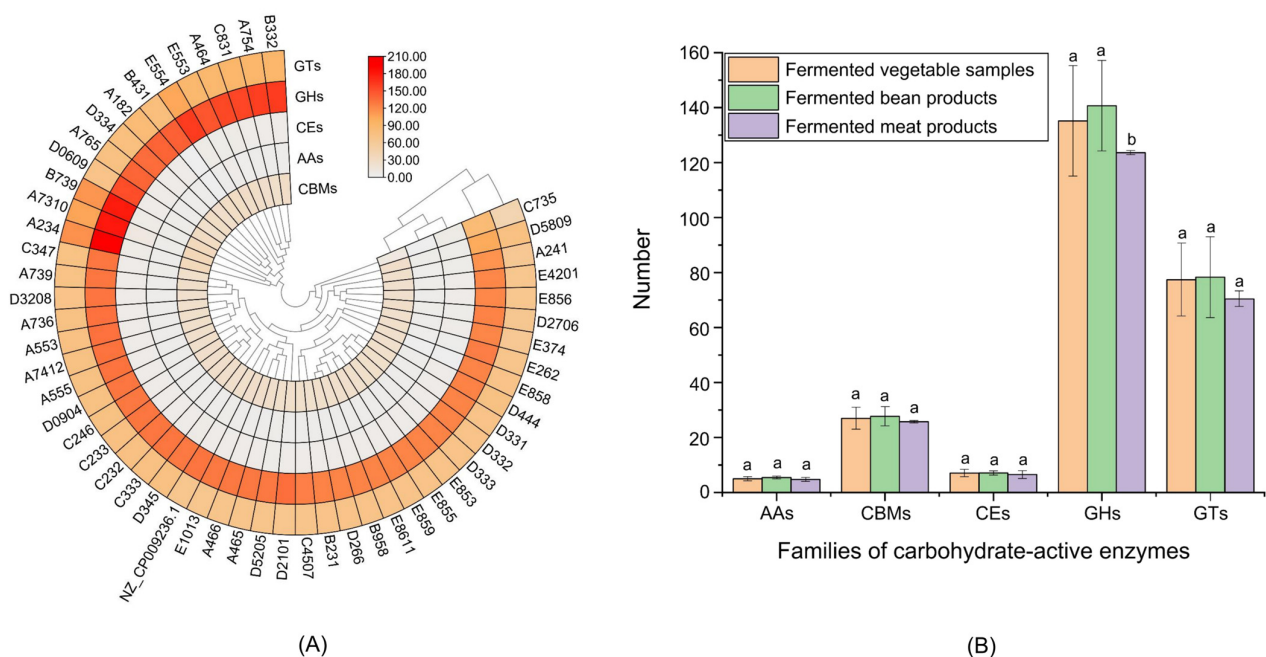 B332
A754
C831
A464
E553
E554
B431
A182
D334
A765
D0609
B739
A7310
A234
C347
A739
D3208
A736
A553
A7412
A555
D0904
C246
C233
C232
C333
D345
NZ_CP009236.1
E1013
A466
A465
D5205
D2101
C4507
B231
D266
B958
E8611
E859
E855
E853
D333
D332
D331
D444
E858
E262
E374
D2706
E856
E4201
A241
D5809
C735
GTs
GHs
CEs
AAs
CBMs
210.00
180.00
150.00
120.00
90.00
60.00
30.00
0.00
(A)
Fermented vegetable samples
Fermented bean products
Fermented meat products
Number
160
140
120
100
80
60
40
20
0
a a a
a a a
a a a
a a b
a a a
AAs CBMs CEs GHs GTs
Families of carbohydrate-active enzymes
(B)